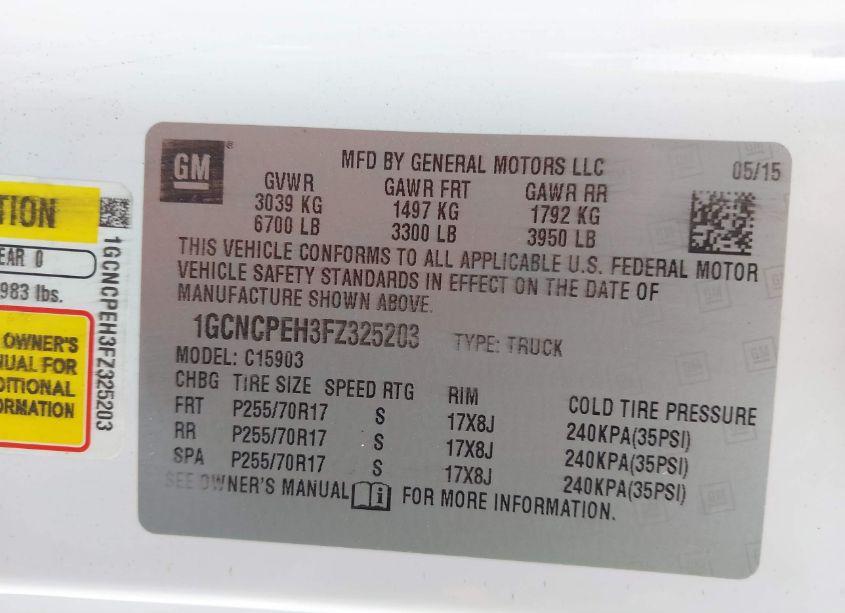 TION
EAR 0
983 lbs.
OWNER'S
UAL FOR
DITIONAL
ORMATION
1GCNCPEH3FZ325203
GM
MFD BY GENERAL MOTORS LLC 05/15
GVWR GAWR FRT GAWR RR
3039 KG 1497 KG 1792 KG
6700 LB 3300 LB 3950 LB
THIS VEHICLE CONFORMS TO ALL APPLICABLE U.S. FEDERAL MOTOR
VEHICLE SAFETY STANDARDS IN EFFECT ON THE DATE OF
MANUFACTURE SHOWN ABOVE.
1GCNCPEH3FZ325203 TYPE: TRUCK
MODEL: C15903
CHBG TIRE SIZE SPEED RTG RIM COLD TIRE PRESSURE
FRT P255/70R17 S 17X8J 240KPA(35PSI)
RR P255/70R17 S 17X8J 240KPA(35PSI)
SPA P255/70R17 S 17X8J 240KPA(35PSI)
SEE OWNER'S MANUAL FOR MORE INFORMATION.